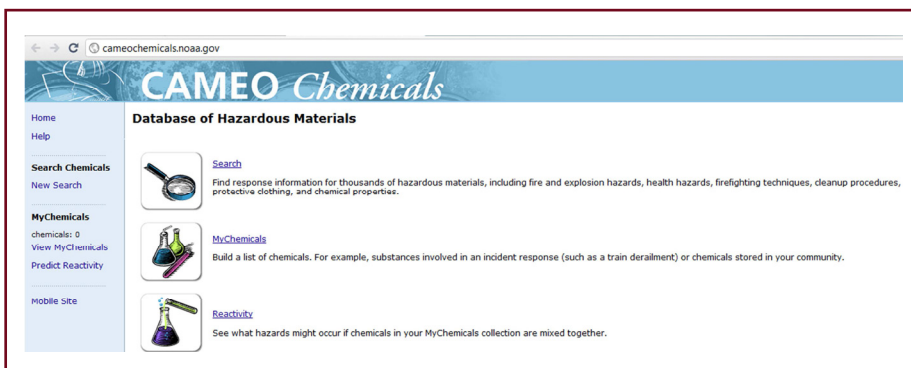 cameochemicals.noaa.gov
CAMEO Chemicals
Home
Help
Search Chemicals
New Search
MyChemicals
chemicals: 0
View MyChemicals
Predict Reactivity
Mobile Site
Database of Hazardous Materials
Search
Find response information for thousands of hazardous materials, including fire and explosion hazards, health hazards, firefighting techniques, cleanup procedures,
protective clothing, and chemical properties.
MyChemicals
Build a list of chemicals. For example, substances involved in an incident response (such as a train derailment) or chemicals stored in your community.
Reactivity
See what hazards might occur if chemicals in your MyChemicals collection are mixed together.